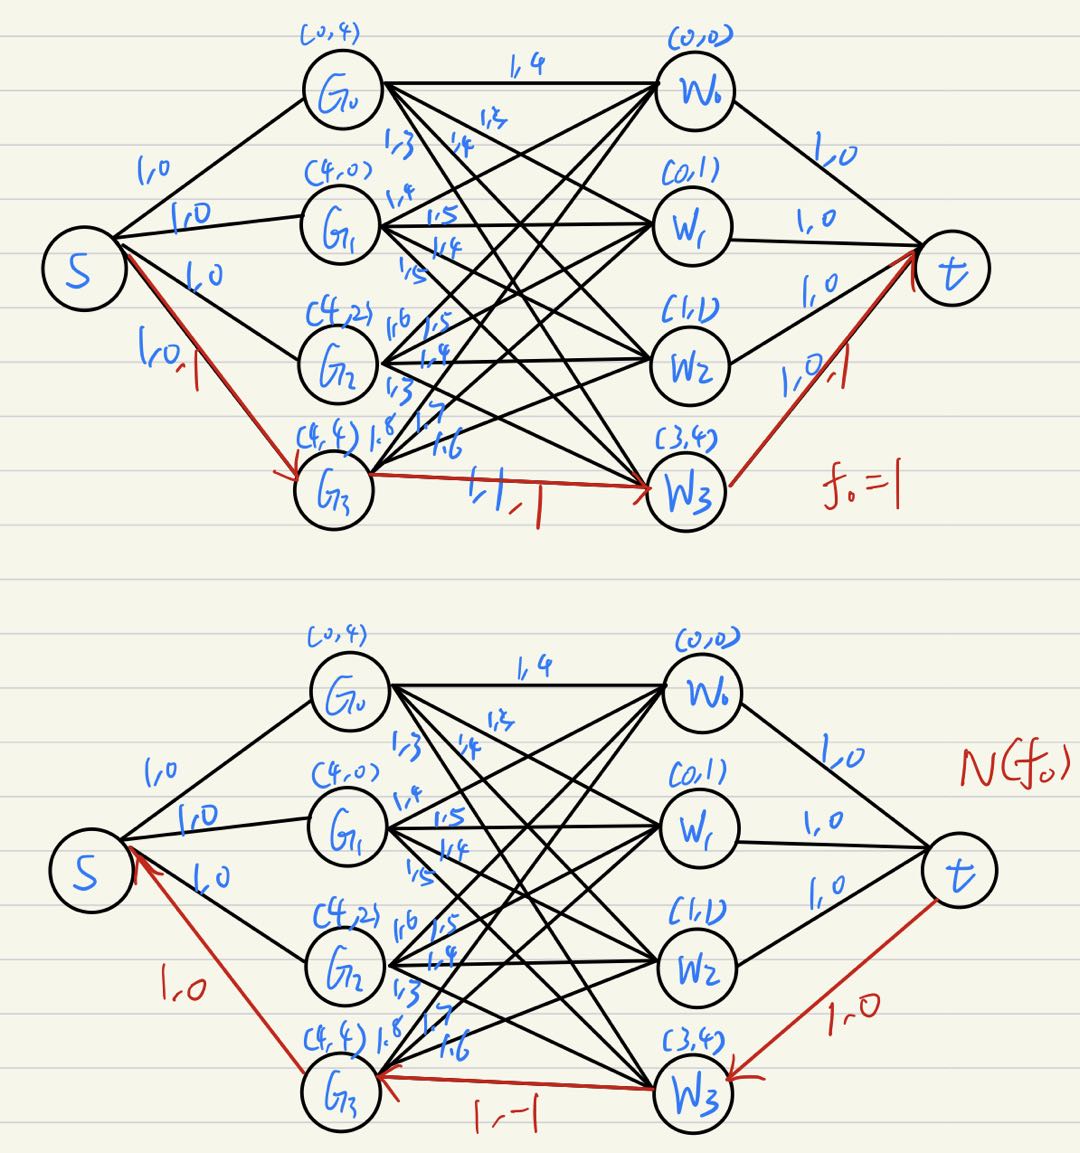 (0,4) (0,0)
G₀ 1,4 W₀
1,0 1,3 1,4 1,3 1,0
(4,0) (0,1)
1,0 G₁ 1,4 1,5 1,4 1,5 W₁ 1,0
S t
1,0 (4,2) (1,1) 1,0
G₂ 1,6 1,5 1,4 1,3 W₂
1,0,1 1,0,1
(4,4) 1.8 1.7 1.6 (3,4)
G₃ 1,1,1 W₃ f₀=1
(0,4) (0,0)
G₀ 1,4 W₀
1,0 1,3 1,4 1,3 1,0 N(f₀)
(4,0) (0,1)
1,0 G₁ 1,4 1,5 1,4 1,5 W₁ 1,0
S t
1,0 (4,2) (1,1) 1,0
G₂ 1,6 1,5 1,4 1,3 W₂
1,0 1,0
(4,4) 1.8 1.7 1.6 (3,4)
G₃ 1,-1 W₃